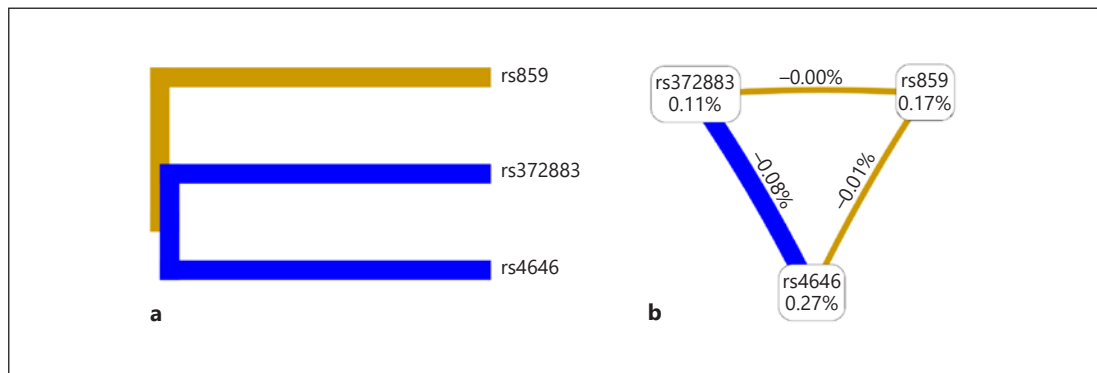 rs859
rs372883
rs4646
a
rs372883
0.11%
–0.00%
rs859
0.17%
–0.08%
–0.01%
rs4646
0.27%
b